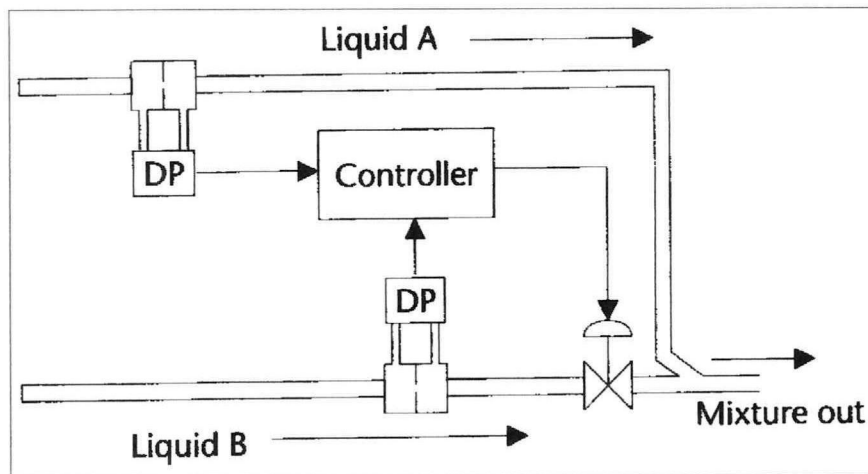 Liquid A
DP
Controller
DP
Mixture out
Liquid B